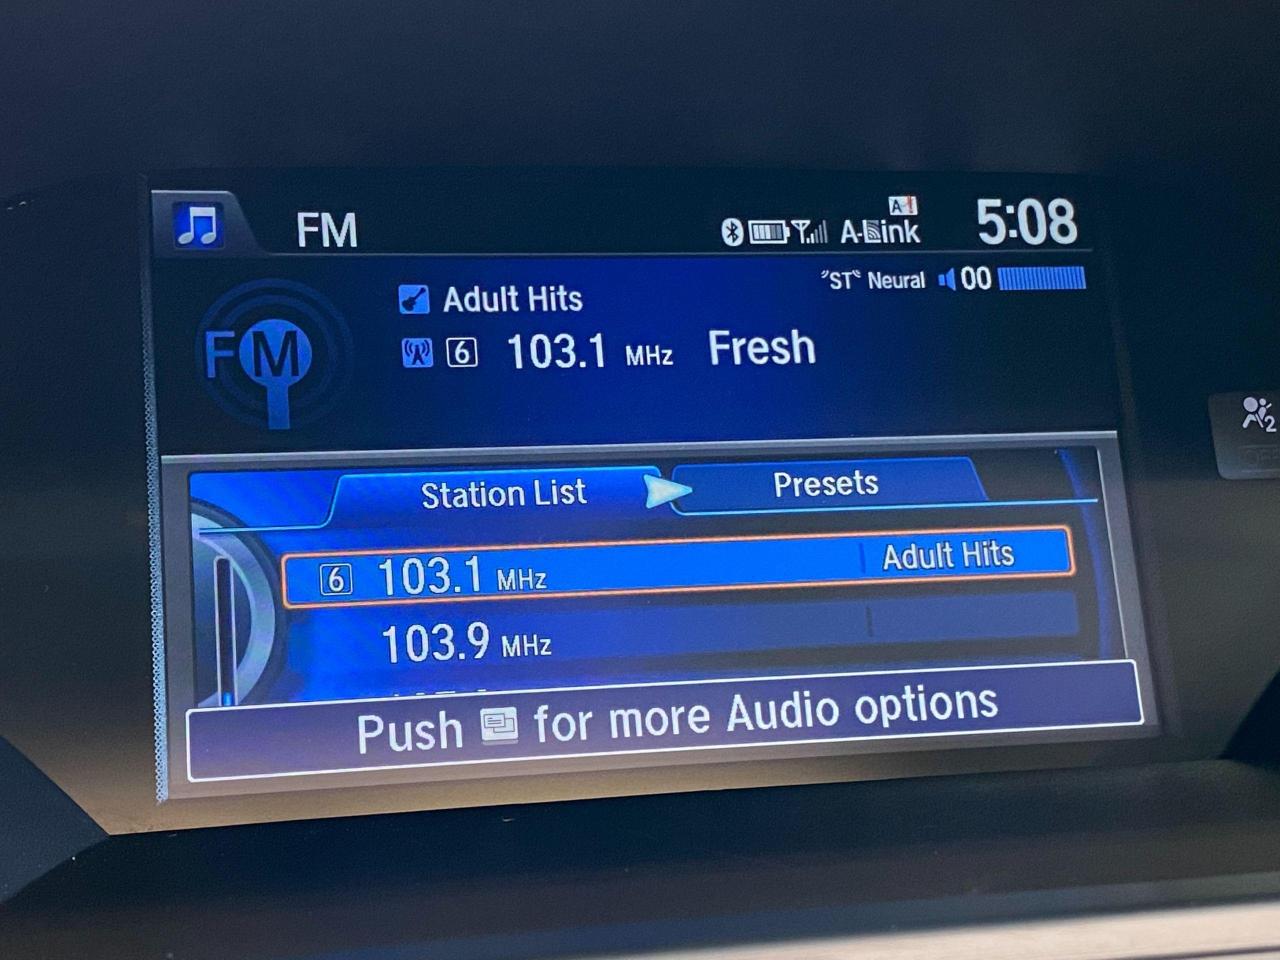 FM
A-Link
5:08
"ST" Neural 00
FM
Adult Hits
6 103.1 MHz Fresh
Station List
Presets
6 103.1 MHz Adult Hits
103.9 MHz
Push for more Audio options
2